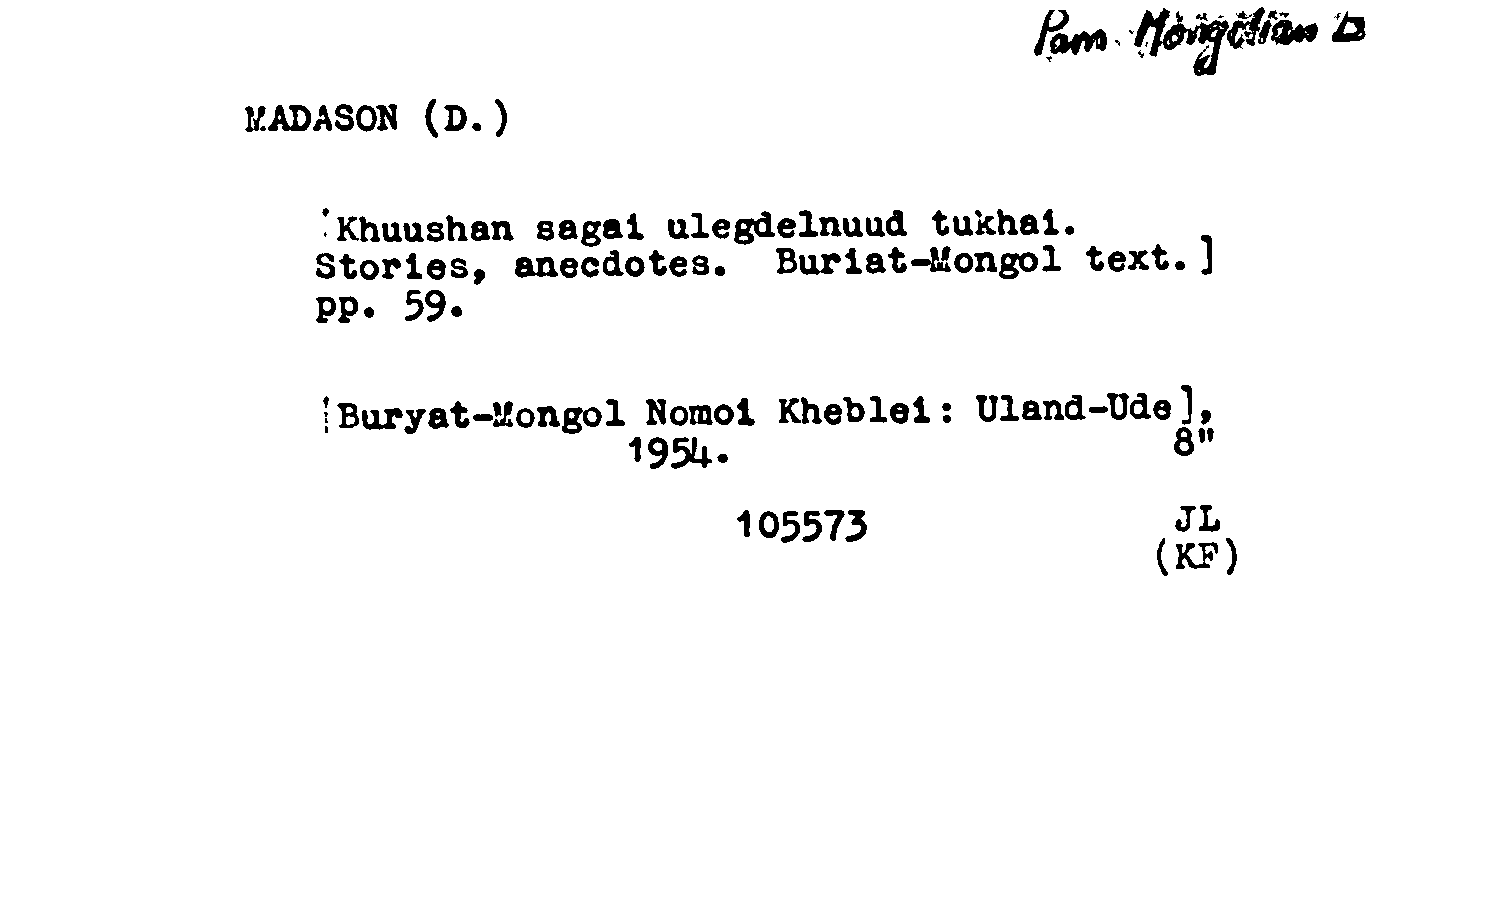 Pam. Mongolian D
MADASON (D.)
[Khuushan sagai ulegdelnuud tukhai.
Stories, anecdotes. Buriat-Mongol text.]
pp. 59.
[Buryat-Mongol Nomoi Kheblei: Uland-Ude],
1954. 8"
105573 JL
(KF)